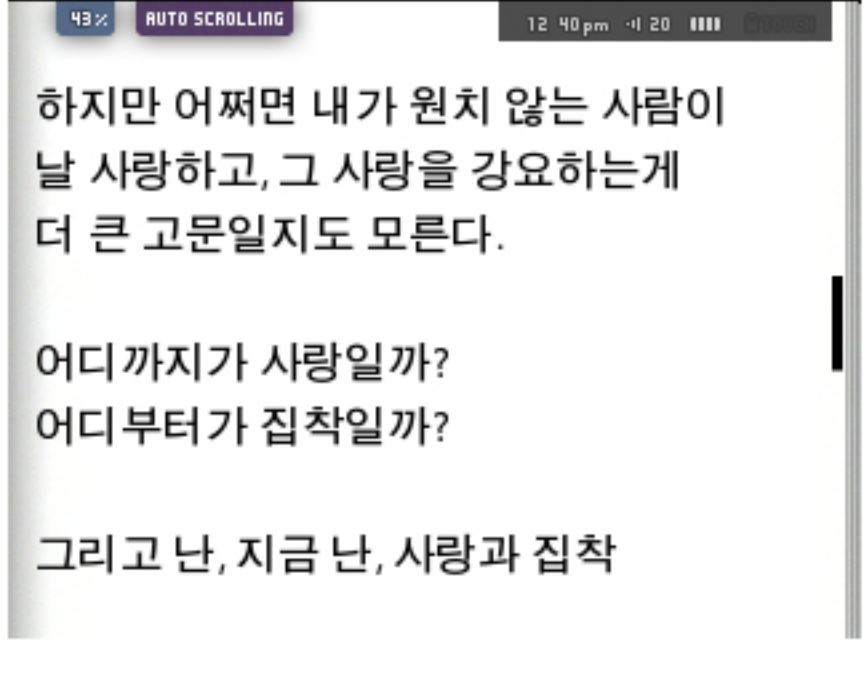 43%
AUTO SCROLLING
12 40pm 20
하지만 어쩌면 내가 원치 않는 사람이
날 사랑하고, 그 사랑을 강요하는게
더 큰 고문일지도 모른다.
어디까지가 사랑일까?
어디부터가 집착일까?
그리고 난, 지금 난, 사랑과 집착